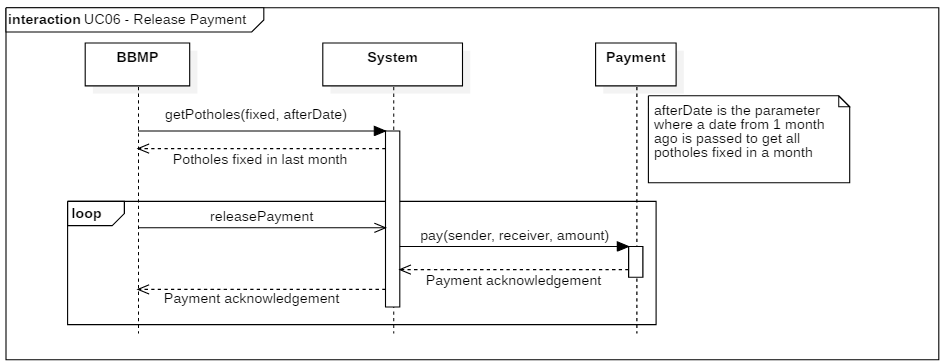 interaction UC06 - Release Payment
BBMP
System
Payment
getPotholes(fixed, afterDate)
Potholes fixed in last month
afterDate is the parameter
where a date from 1 month
ago is passed to get all
potholes fixed in a month
loop
releasePayment
pay(sender, receiver, amount)
Payment acknowledgement
Payment acknowledgement